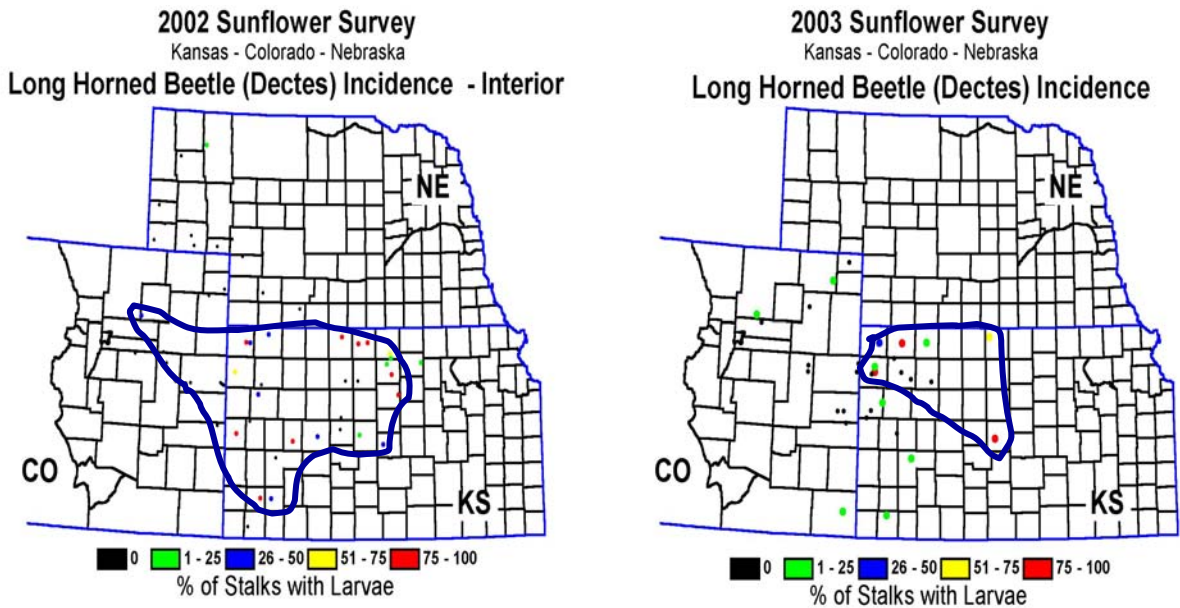 2002 Sunflower Survey
Kansas - Colorado - Nebraska
Long Horned Beetle (Dectes) Incidence - Interior
NE
CO
KS
0 1 - 25 26 - 50 51 - 75 75 - 100
% of Stalks with Larvae
2003 Sunflower Survey
Kansas - Colorado - Nebraska
Long Horned Beetle (Dectes) Incidence
NE
CO
KS
0 1 - 25 26 - 50 51 - 75 75 - 100
% of Stalks with Larvae